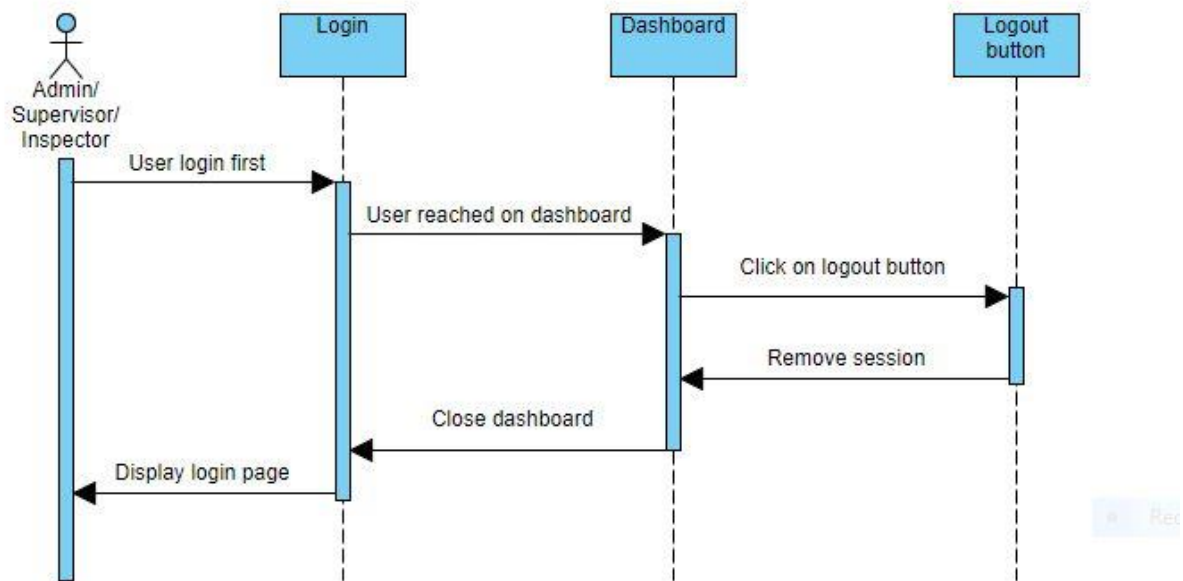 Login
Dashboard
Logout
button
Admin/
Supervisor/
Inspector
User login first
User reached on dashboard
Click on logout button
Remove session
Close dashboard
Display login page